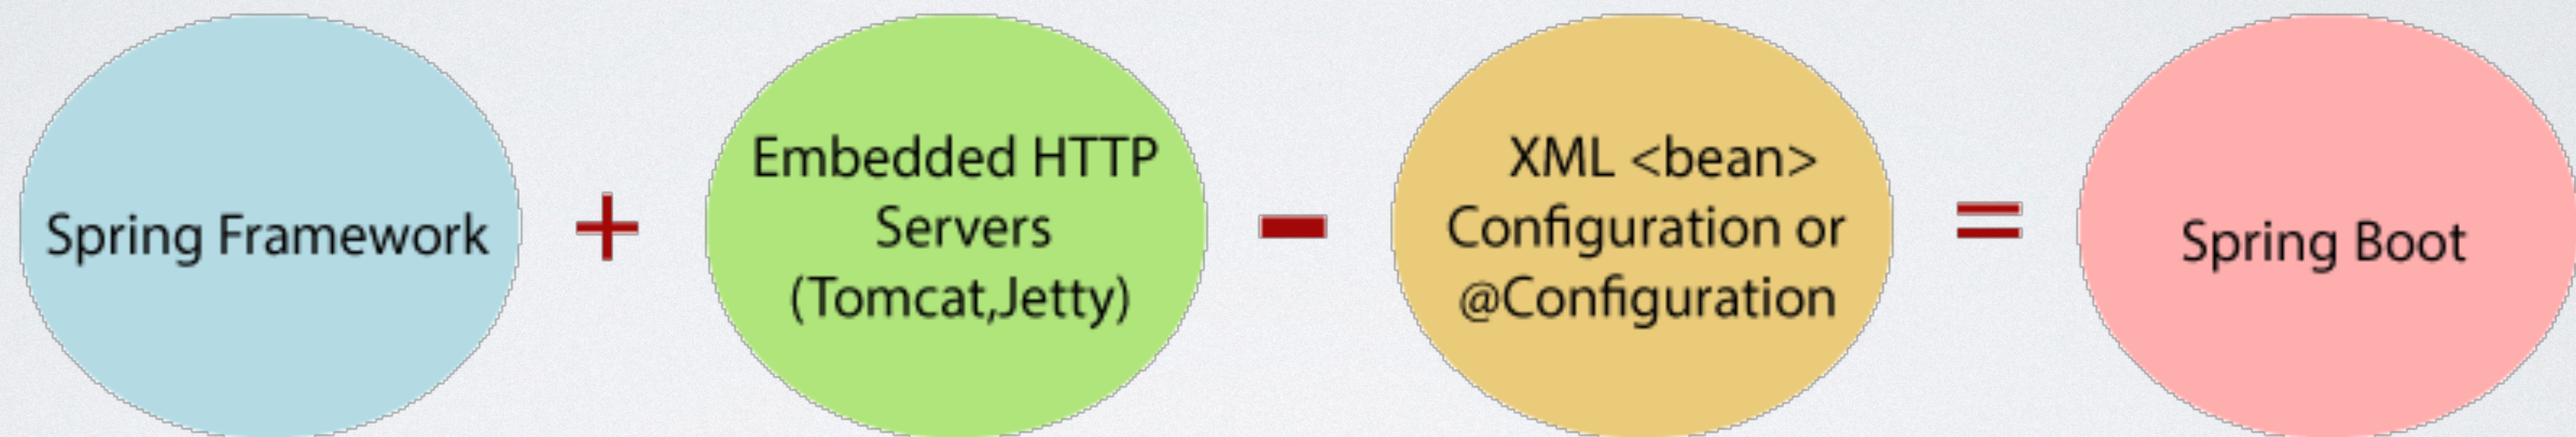 Spring Framework
+
Embedded HTTP
Servers
(Tomcat,Jetty)
-
XML <bean>
Configuration or
@Configuration
=
Spring Boot